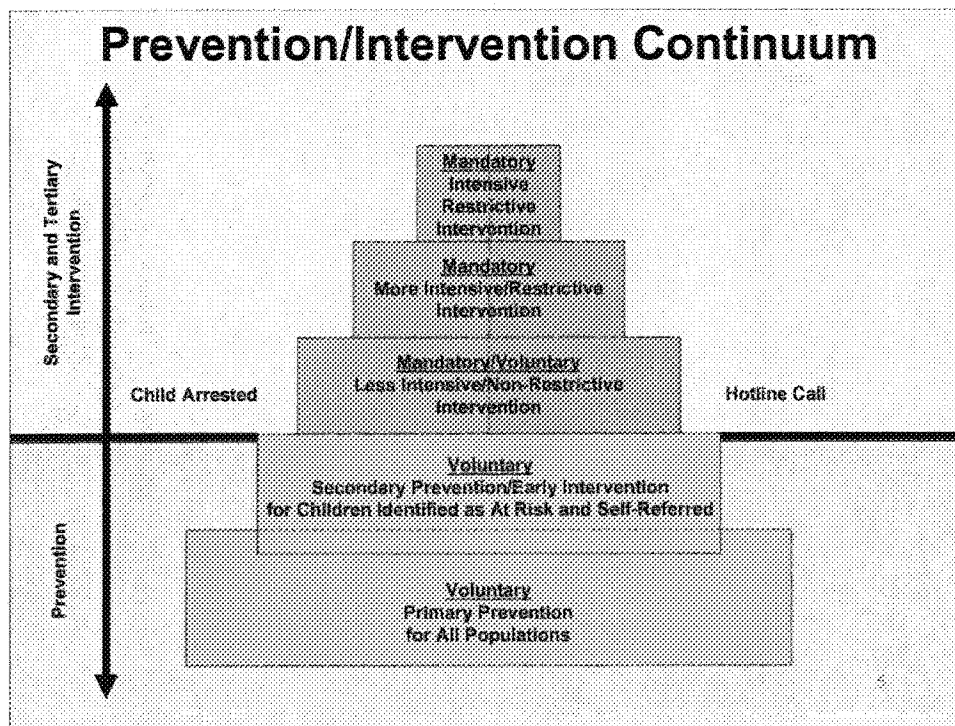 Prevention/Intervention Continuum
Secondary and Tertiary
Intervention
Mandatory
Intensive
Restrictive
Intervention
Mandatory
More Intensive/Restrictive
Intervention
Mandatory/Voluntary
Less Intensive/Non-Restrictive
Intervention
Child Arrested
Hotline Call
Prevention
Voluntary
Secondary Prevention/Early Intervention
for Children Identified as At Risk and Self-Referred
Voluntary
Primary Prevention
for All Populations